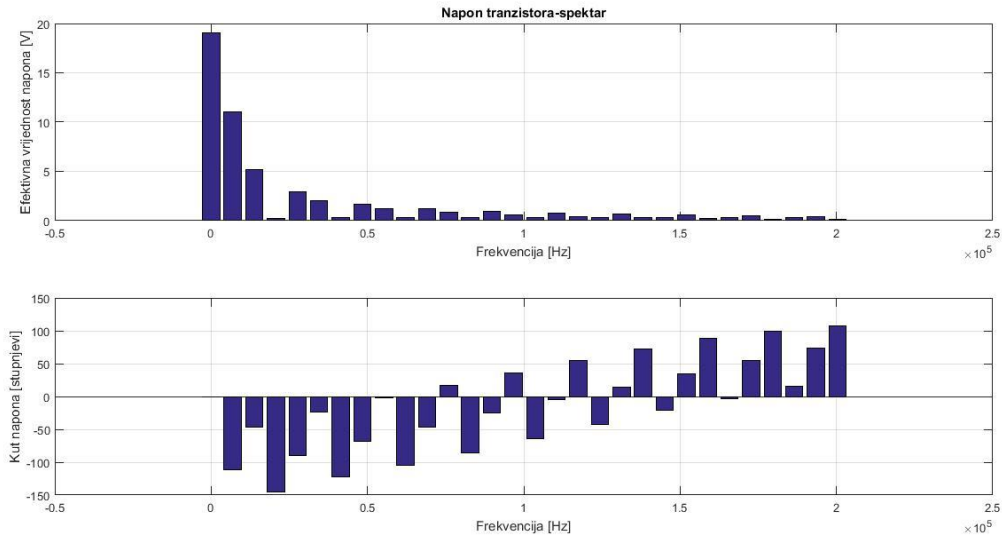 Napon tranzistora-spektar
Efektivna vrijednost napona [V]
20
15
10
5
0
-0.5 0 0.5 1 1.5 2 2.5
Frekvencija [Hz]
×10^5
Kut napona [stupnjevi]
150
100
50
0
-50
-100
-150
-0.5 0 0.5 1 1.5 2 2.5
Frekvencija [Hz]
×10^5